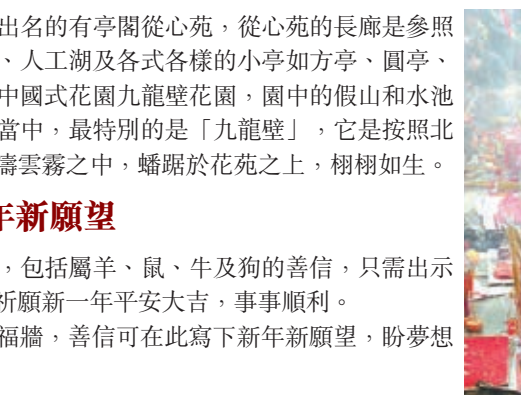 出名的有亭閣從心苑，從心苑的長廊是參照
、人工湖及各式各樣的小亭如方亭、圓亭、
中國式花園九龍壁花園，園中的假山和水池
當中，最特別的是「九龍壁」，它是按照北
濤雲霧之中，蟠踞於花苑之上，栩栩如生。
年新願望
，包括屬羊、鼠、牛及狗的善信，只需出示
祈願新一年平安大吉，事事順利。
福牆，善信可在此寫下新年新願望，盼夢想